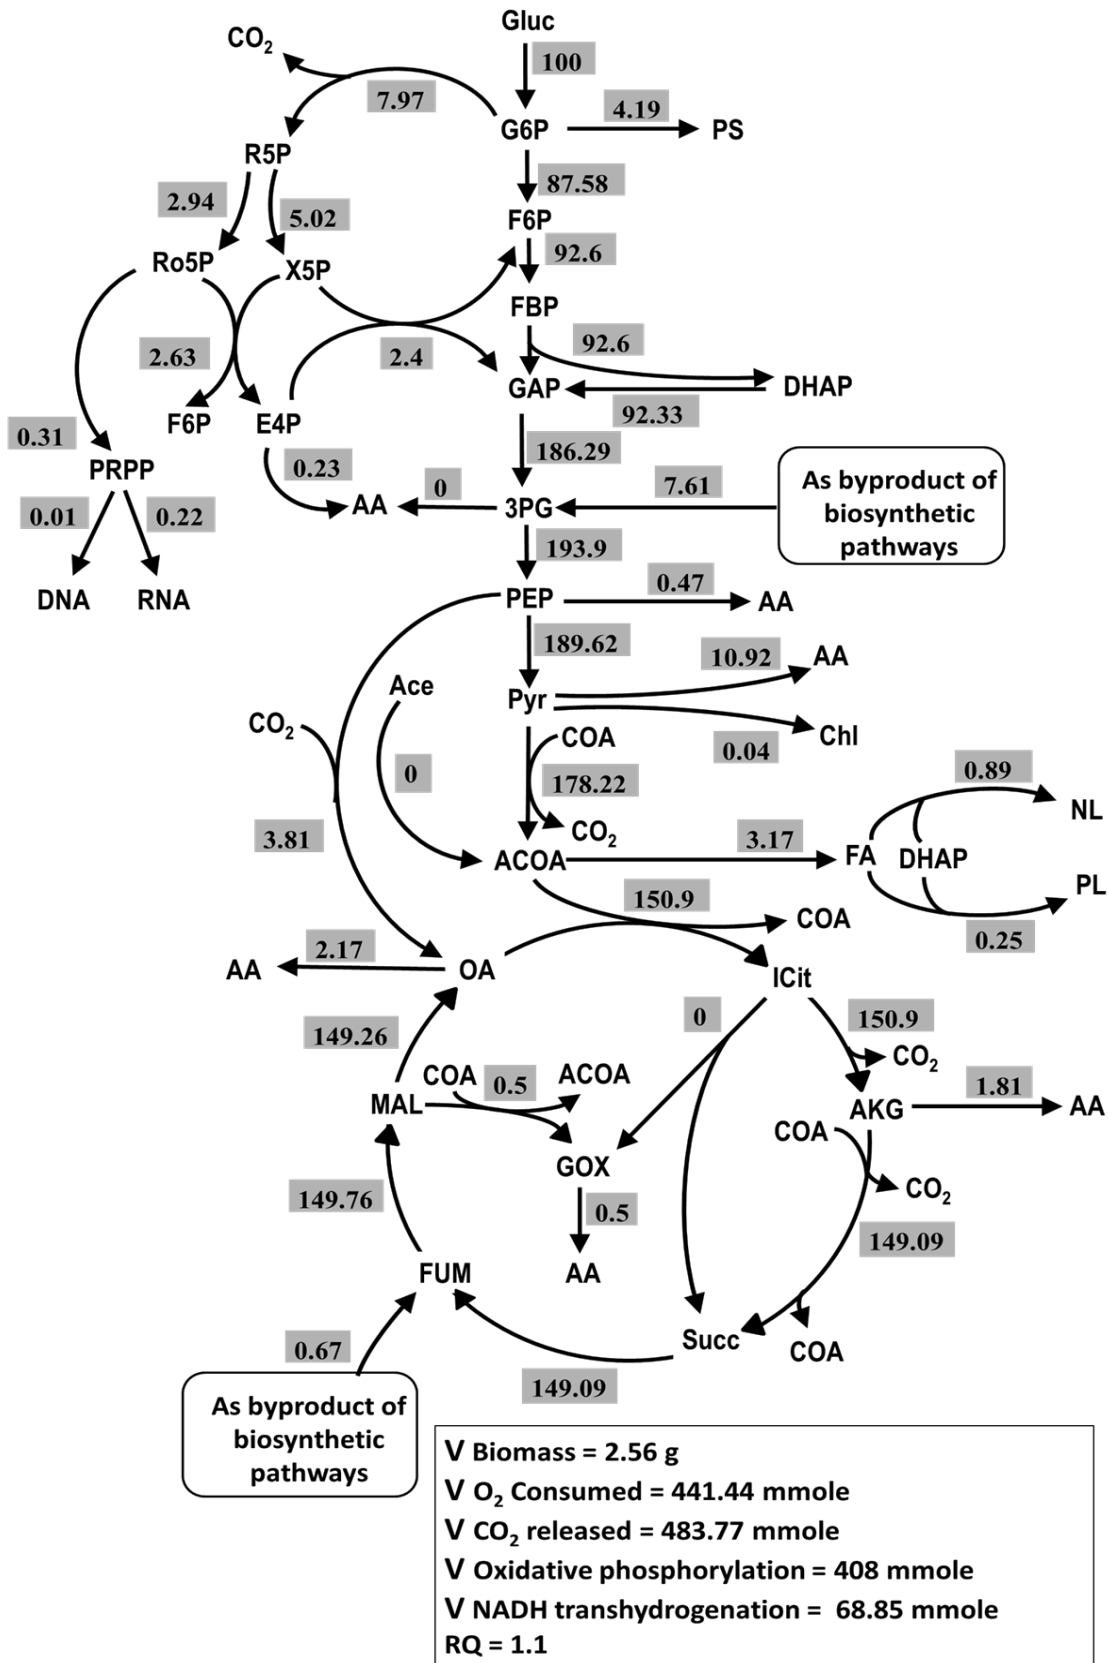 Gluc
CO2
100
7.97
4.19
G6P
PS
R5P
87.58
2.94
5.02
F6P
92.6
Ro5P
X5P
FBP
92.6
2.63
2.4
GAP
DHAP
92.33
F6P
E4P
0.31
186.29
PRPP
0.23
0
7.61
As byproduct of
biosynthetic
pathways
AA
3PG
0.01
0.22
193.9
DNA
RNA
PEP
0.47
AA
189.62
10.92
AA
Ace
Pyr
CO2
COA
0.04
Chl
0
178.22
0.89
NL
CO2
3.81
ACOA
3.17
FA
DHAP
PL
150.9
COA
0.25
2.17
AA
OA
ICit
149.26
0
150.9
CO2
COA
0.5
ACOA
1.81
MAL
AKG
AA
COA
GOX
CO2
149.76
0.5
149.09
FUM
AA
Succ
COA
0.67
149.09
As byproduct of
biosynthetic
pathways
V Biomass = 2.56 g
V O2 Consumed = 441.44 mmole
V CO2 released = 483.77 mmole
V Oxidative phosphorylation = 408 mmole
V NADH transhydrogenation =  68.85 mmole
RQ = 1.1